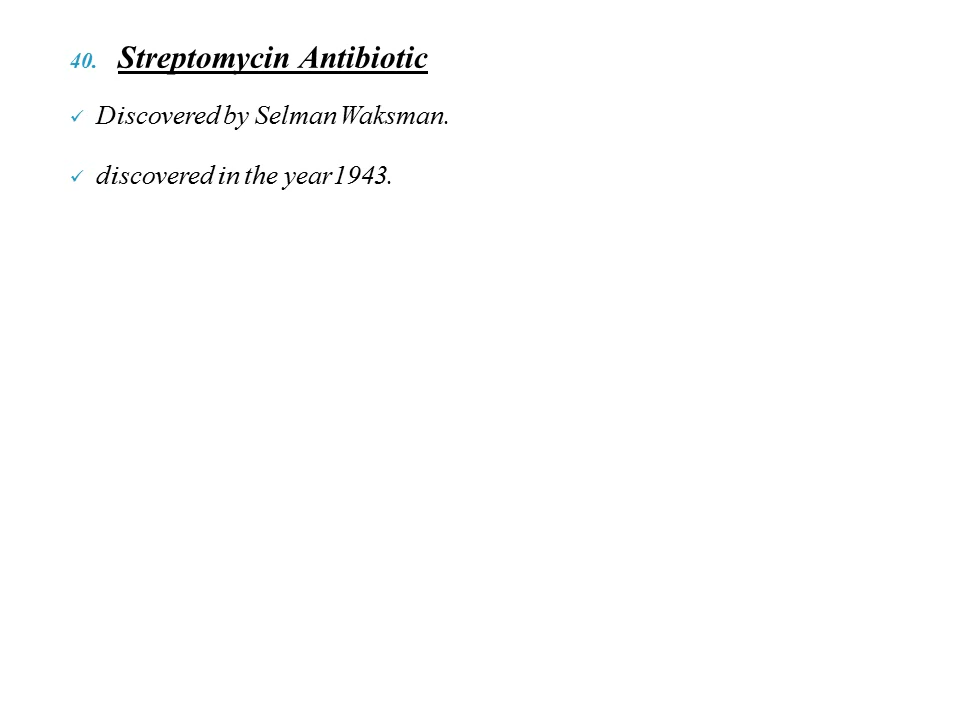 40. Streptomycin Antibiotic
✓ Discovered by Selman Waksman.
✓ discovered in the year 1943.